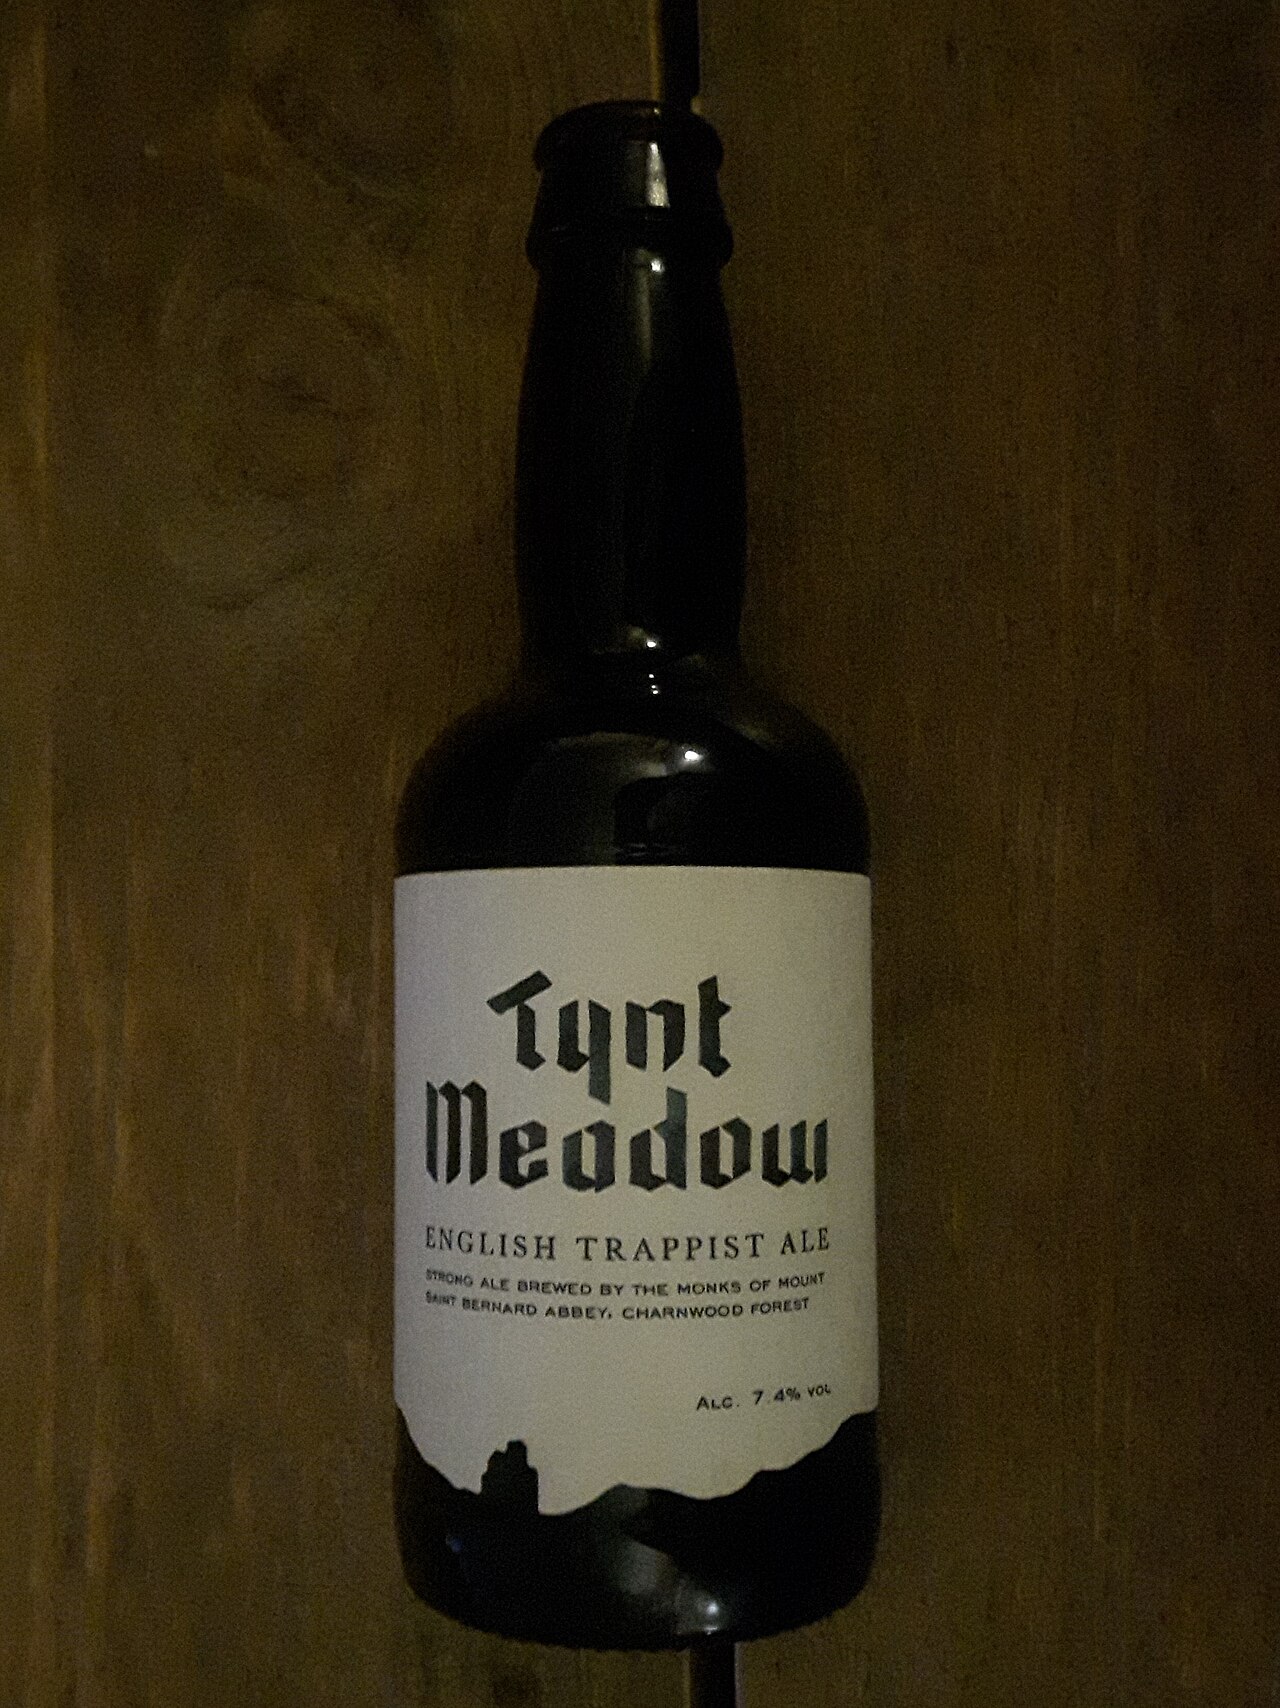 Tynt
Meadow
ENGLISH TRAPPIST ALE
STRONG ALE BREWED BY THE MONKS OF MOUNT
SAINT BERNARD ABBEY, CHARNWOOD FOREST
ALC. 7.4% VOL